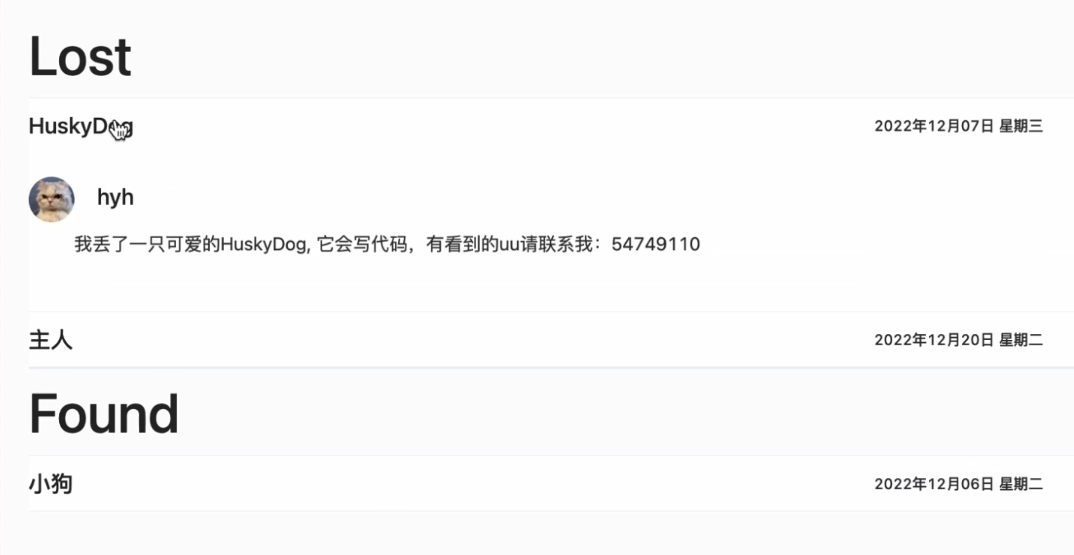 Lost
HuskyDog 2022年12月07日 星期三
hyh
我丢了一只可爱的HuskyDog, 它会写代码，有看到的uu请联系我：54749110
主人 2022年12月20日 星期二
Found
小狗 2022年12月06日 星期二